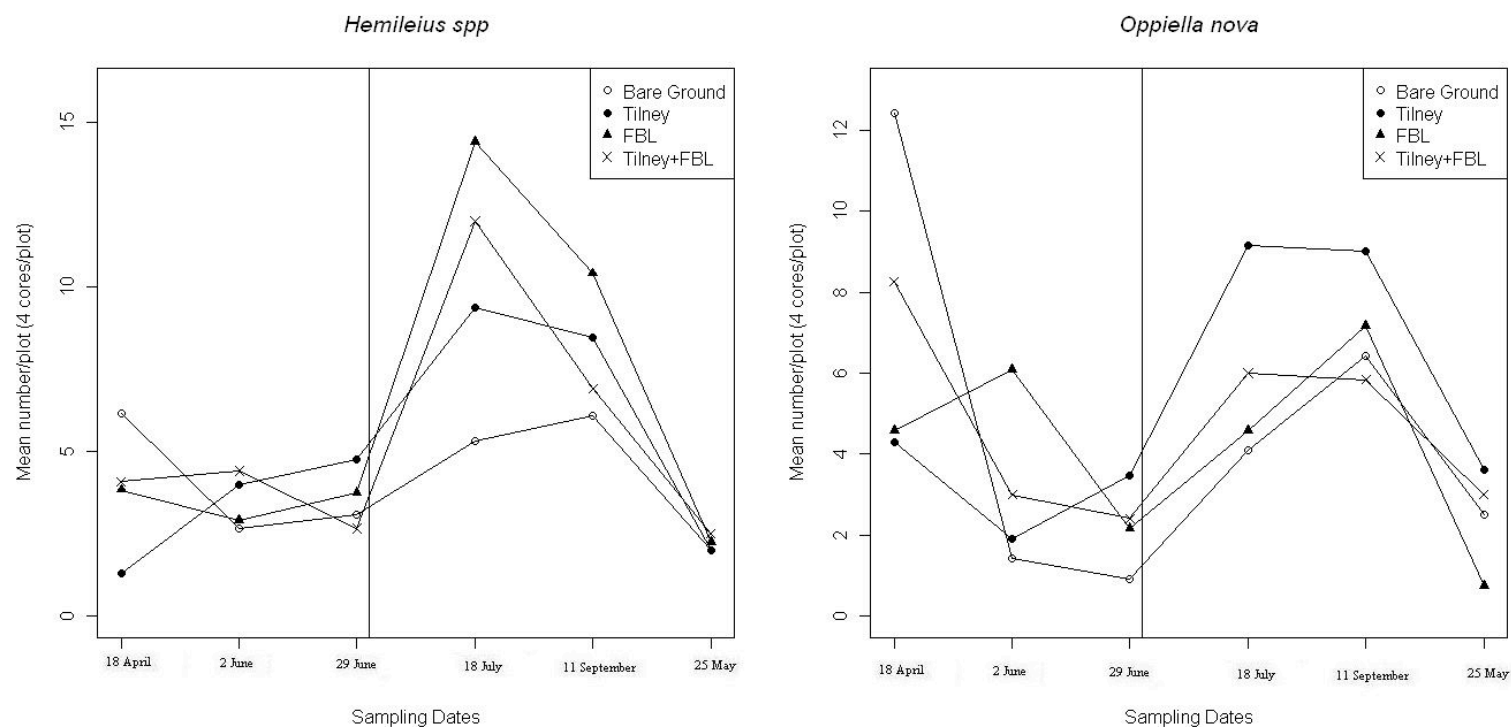 Hemileius spp
Bare Ground
Tilney
FBL
Tilney+FBL
Mean number/plot (4 cores/plot)
15
10
5
0
18 April
2 June
29 June
18 July
11 September
25 May
Sampling Dates
Oppiella nova
Bare Ground
Tilney
FBL
Tilney+FBL
Mean number/plot (4 cores/plot)
12
10
8
6
4
2
0
18 April
2 June
29 June
18 July
11 September
25 May
Sampling Dates